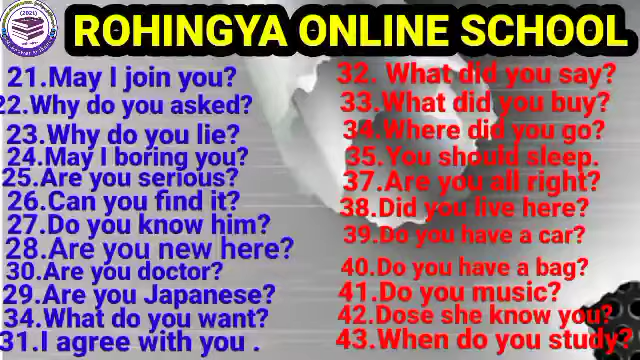 (2021)
ROHINGYA ONLINE SCHOOL
21.May I join you?
22.Why do you asked?
23.Why do you lie?
24.May I boring you?
25.Are you serious?
26.Can you find it?
27.Do you know him?
28.Are you new here?
30.Are you doctor?
29.Are you Japanese?
34.What do you want?
31.I agree with you .
32. What did you say?
33.What did you buy?
34.Where did you go?
35.You should sleep.
37.Are you all right?
38.Did you live here?
39.Do you have a car?
40.Do you have a bag?
41.Do you music?
42.Dose she know you?
43.When do you study?